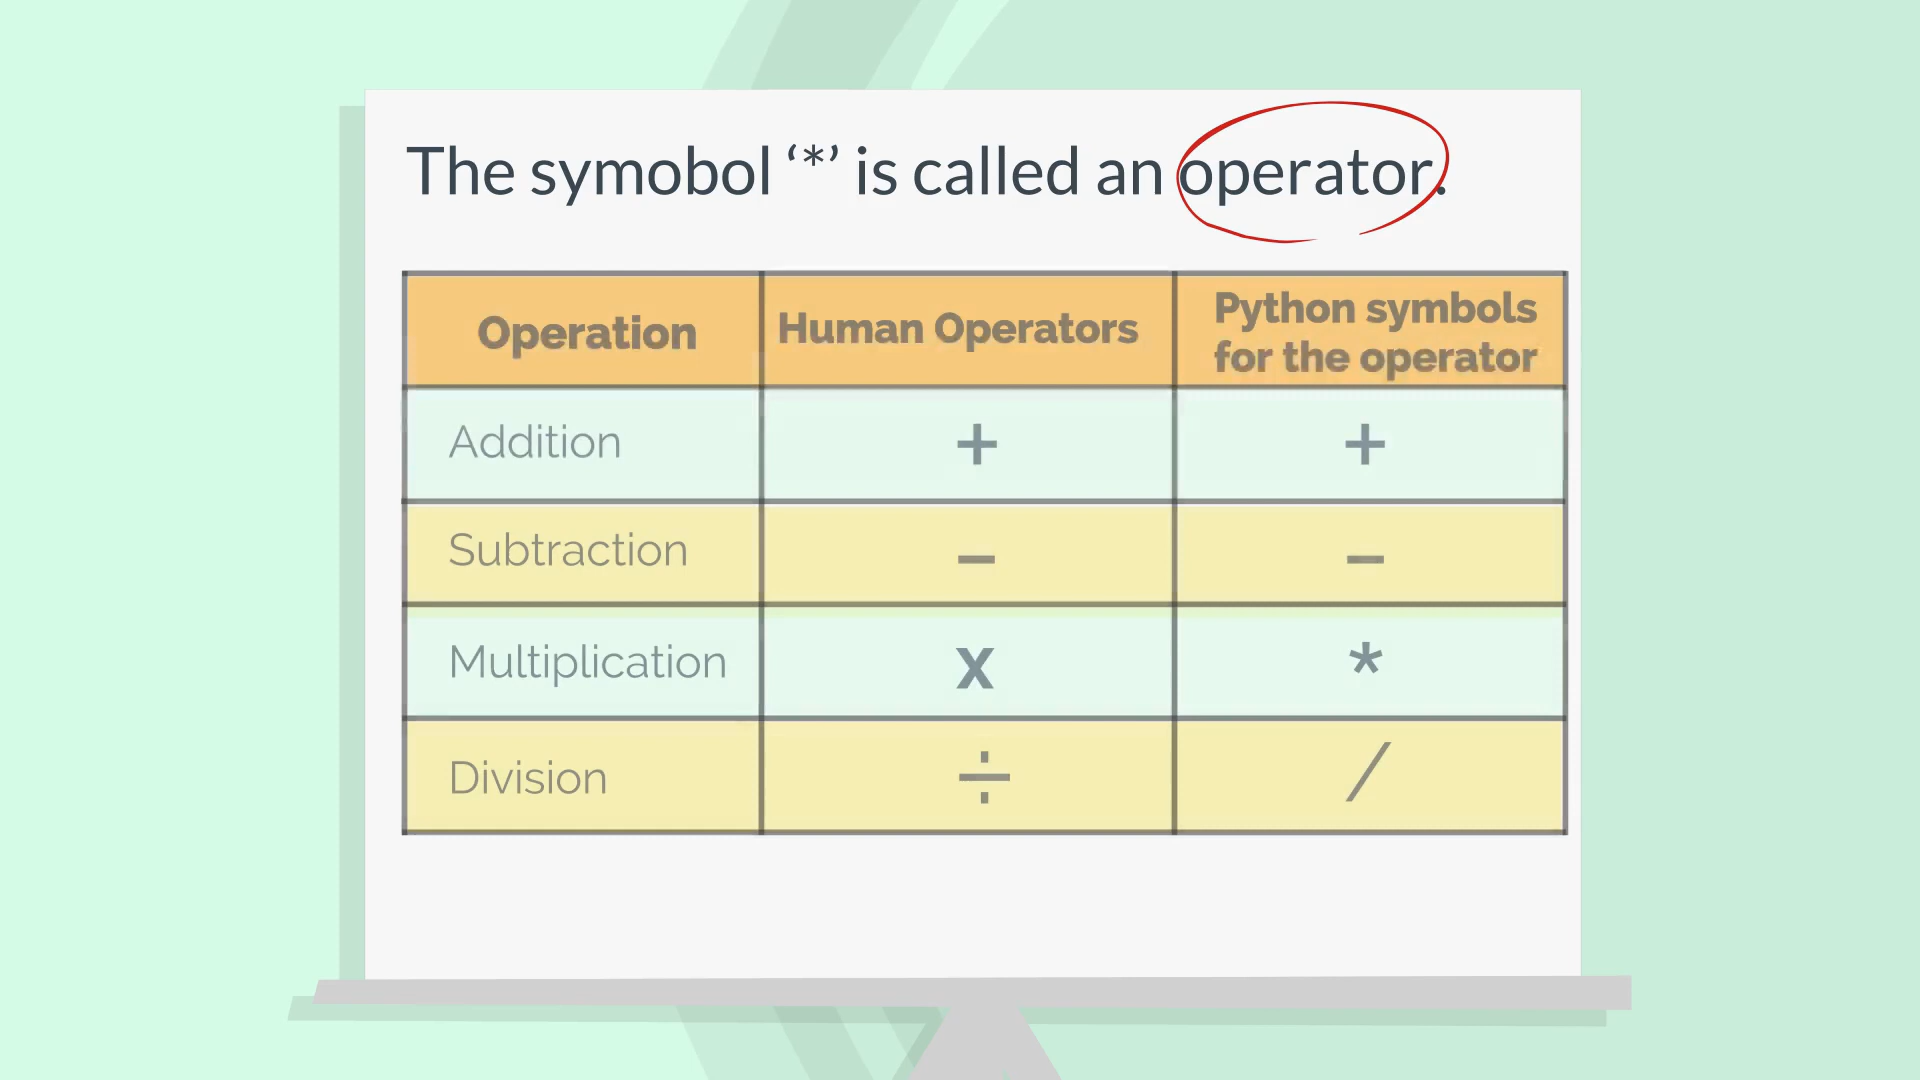 The symobol ‘*’ is called an operator.
Operation Human Operators Python symbols for the operator
Addition + +
Subtraction – –
Multiplication x *
Division ÷ /